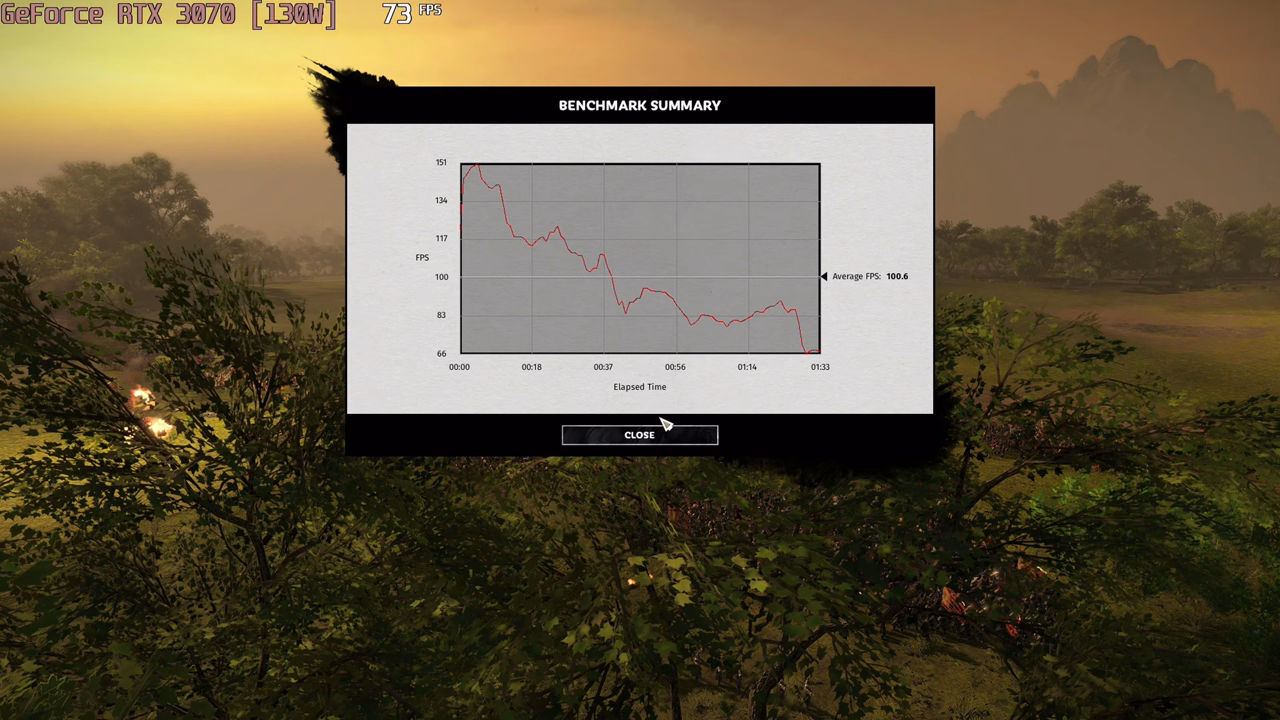 GeForce RTX 3070 [130W] 73 FPS
BENCHMARK SUMMARY
151
134
117
FPS
100
Average FPS: 100.6
83
66
00:00 00:18 00:37 00:56 01:14 01:33
Elapsed Time
CLOSE